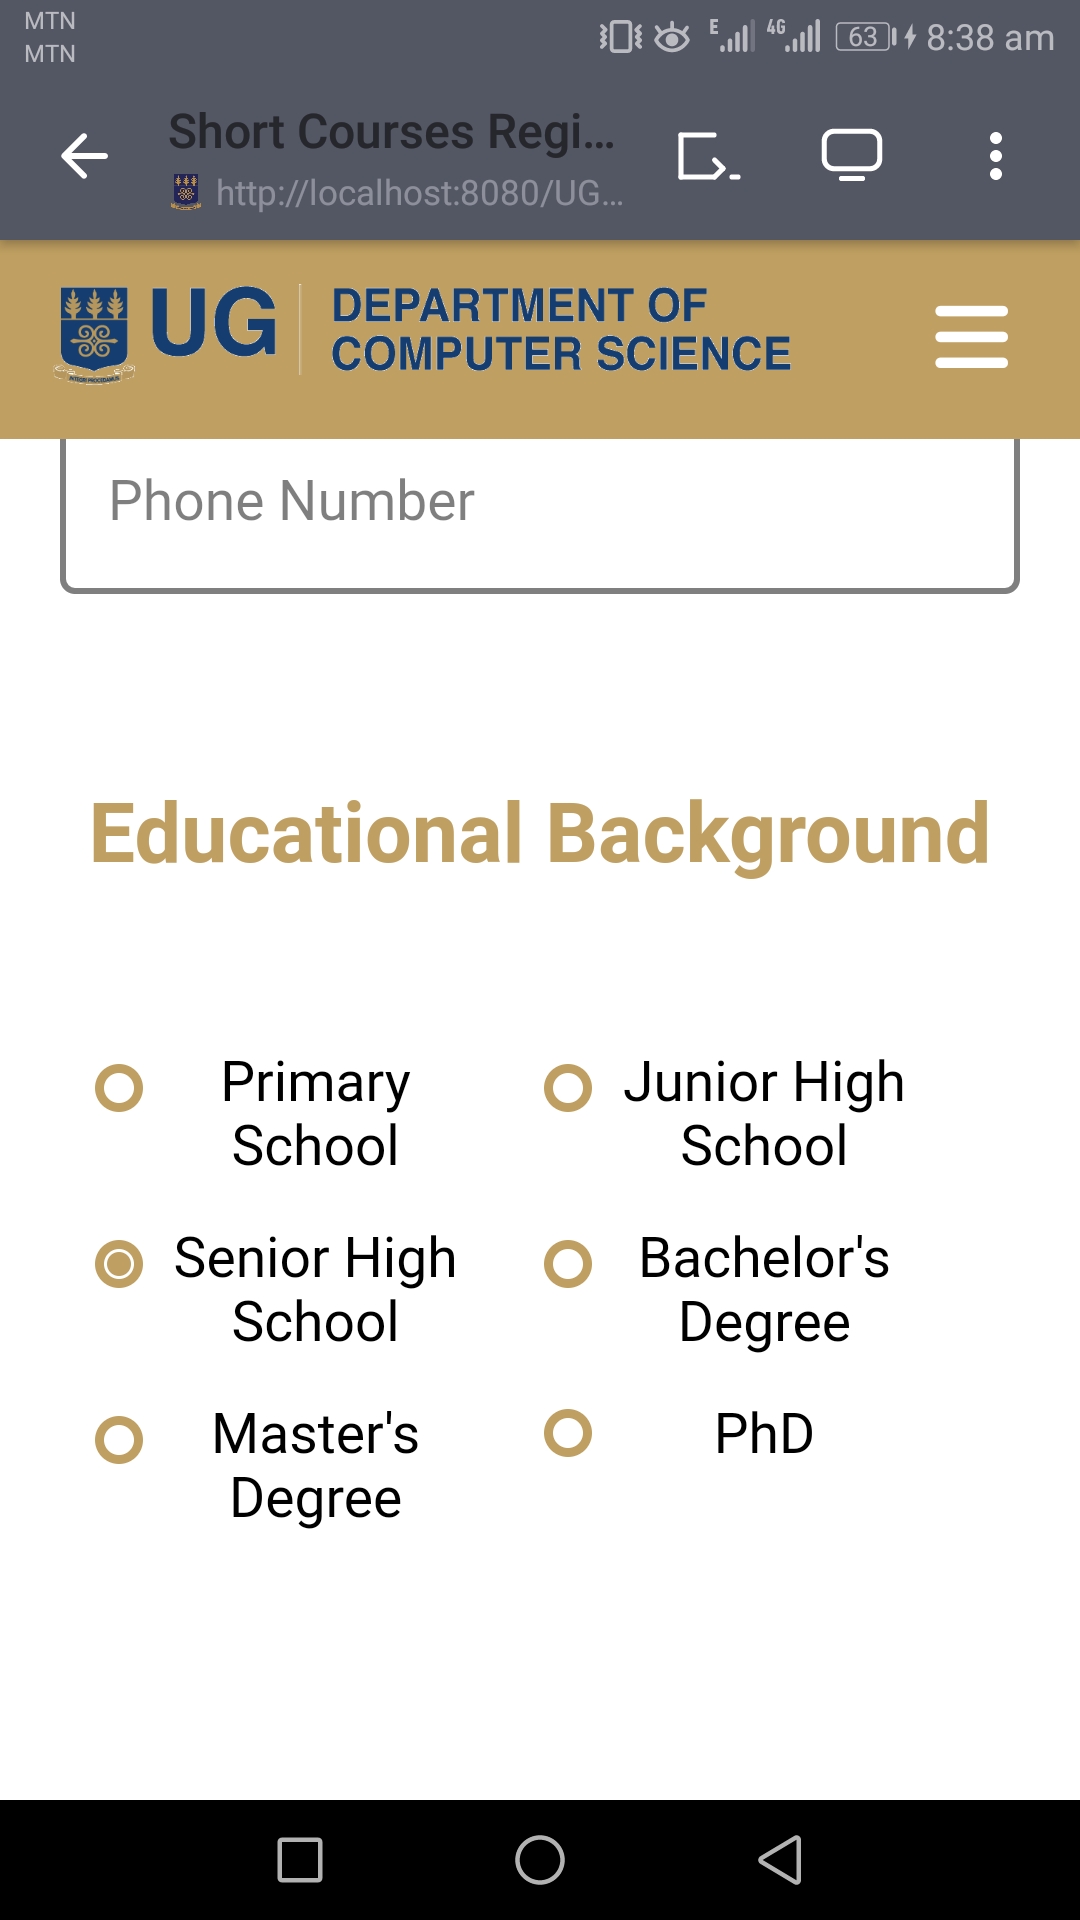 MTN
MTN
E
4G
63
8:38 am
Short Courses Regi...
http://localhost:8080/UG...
UG
DEPARTMENT OF
COMPUTER SCIENCE
Phone Number
Educational Background
Primary
School
Junior High
School
Senior High
School
Bachelor's
Degree
Master's
Degree
PhD